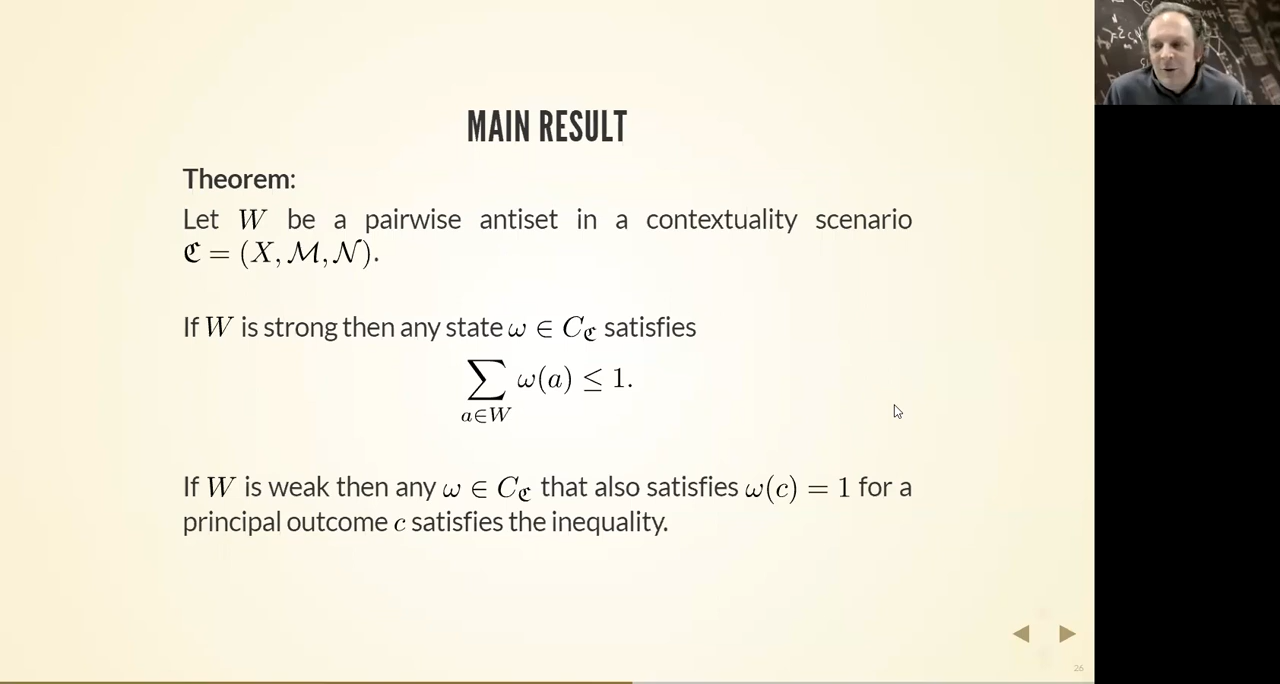 MAIN RESULT
Theorem:
Let W be a pairwise antiset in a contextuality scenario
ℭ = (X, ℳ, 𝒩).
If W is strong then any state ω ∈ C_ℭ satisfies
∑_{a∈W} ω(a) ≤ 1.
If W is weak then any ω ∈ C_ℭ that also satisfies ω(c) = 1 for a
principal outcome c satisfies the inequality.
26